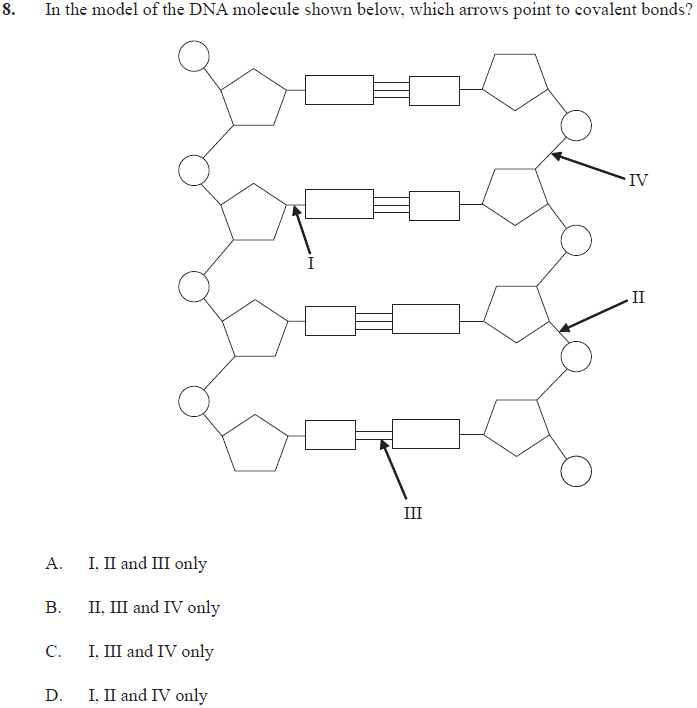 8. In the model of the DNA molecule shown below, which arrows point to covalent bonds?
IV
I
II
III
A. I, II and III only
B. II, III and IV only
C. I, III and IV only
D. I, II and IV only